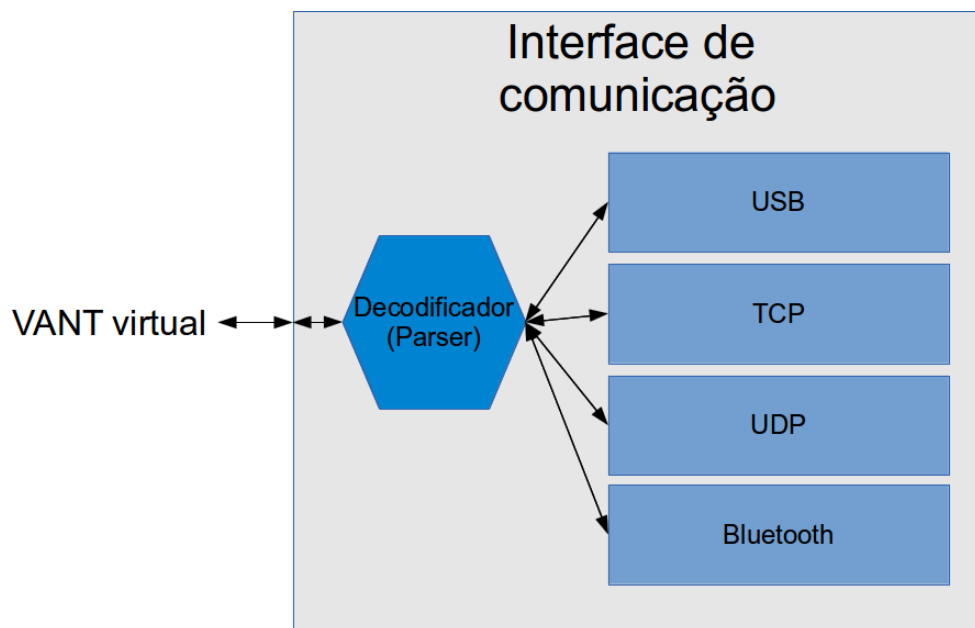 Interface de
comunicação
USB
Decodificador
(Parser)
VANT virtual
TCP
UDP
Bluetooth